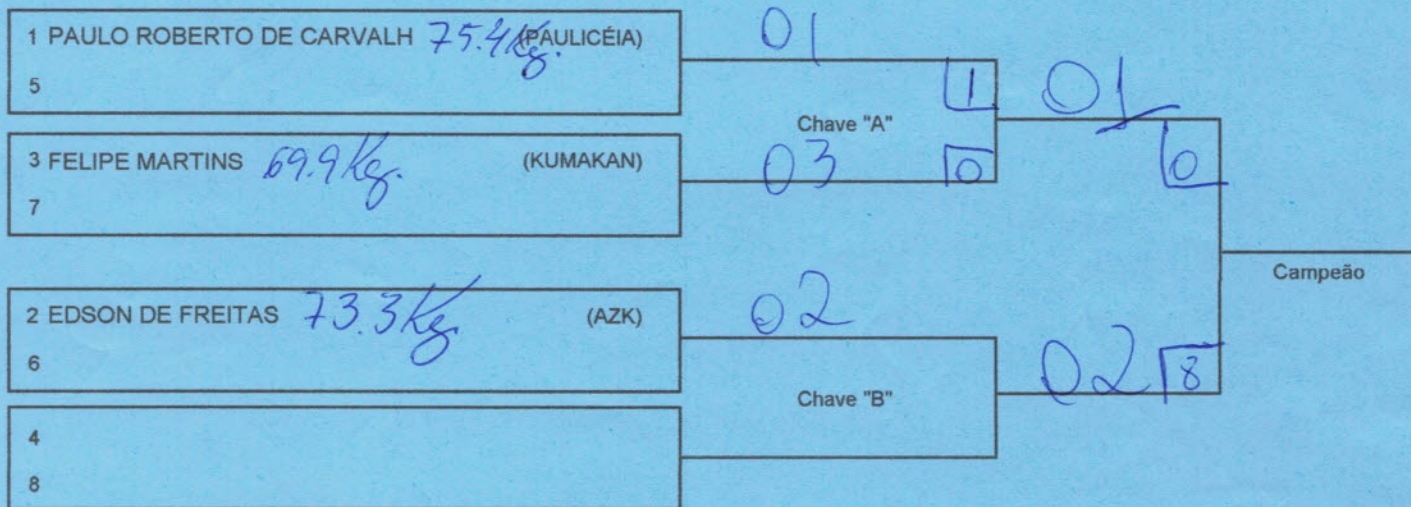 1 PAULO ROBERTO DE CARVALH 75.4Kg. (PAULICÉIA)
5
01
1
Chave "A"
3 FELIPE MARTINS 69.9Kg. (KUMAKAN)
7
03
0
01
0
Campeão
2 EDSON DE FREITAS 73.3Kg. (AZK)
6
02
Chave "B"
02
8
4
8